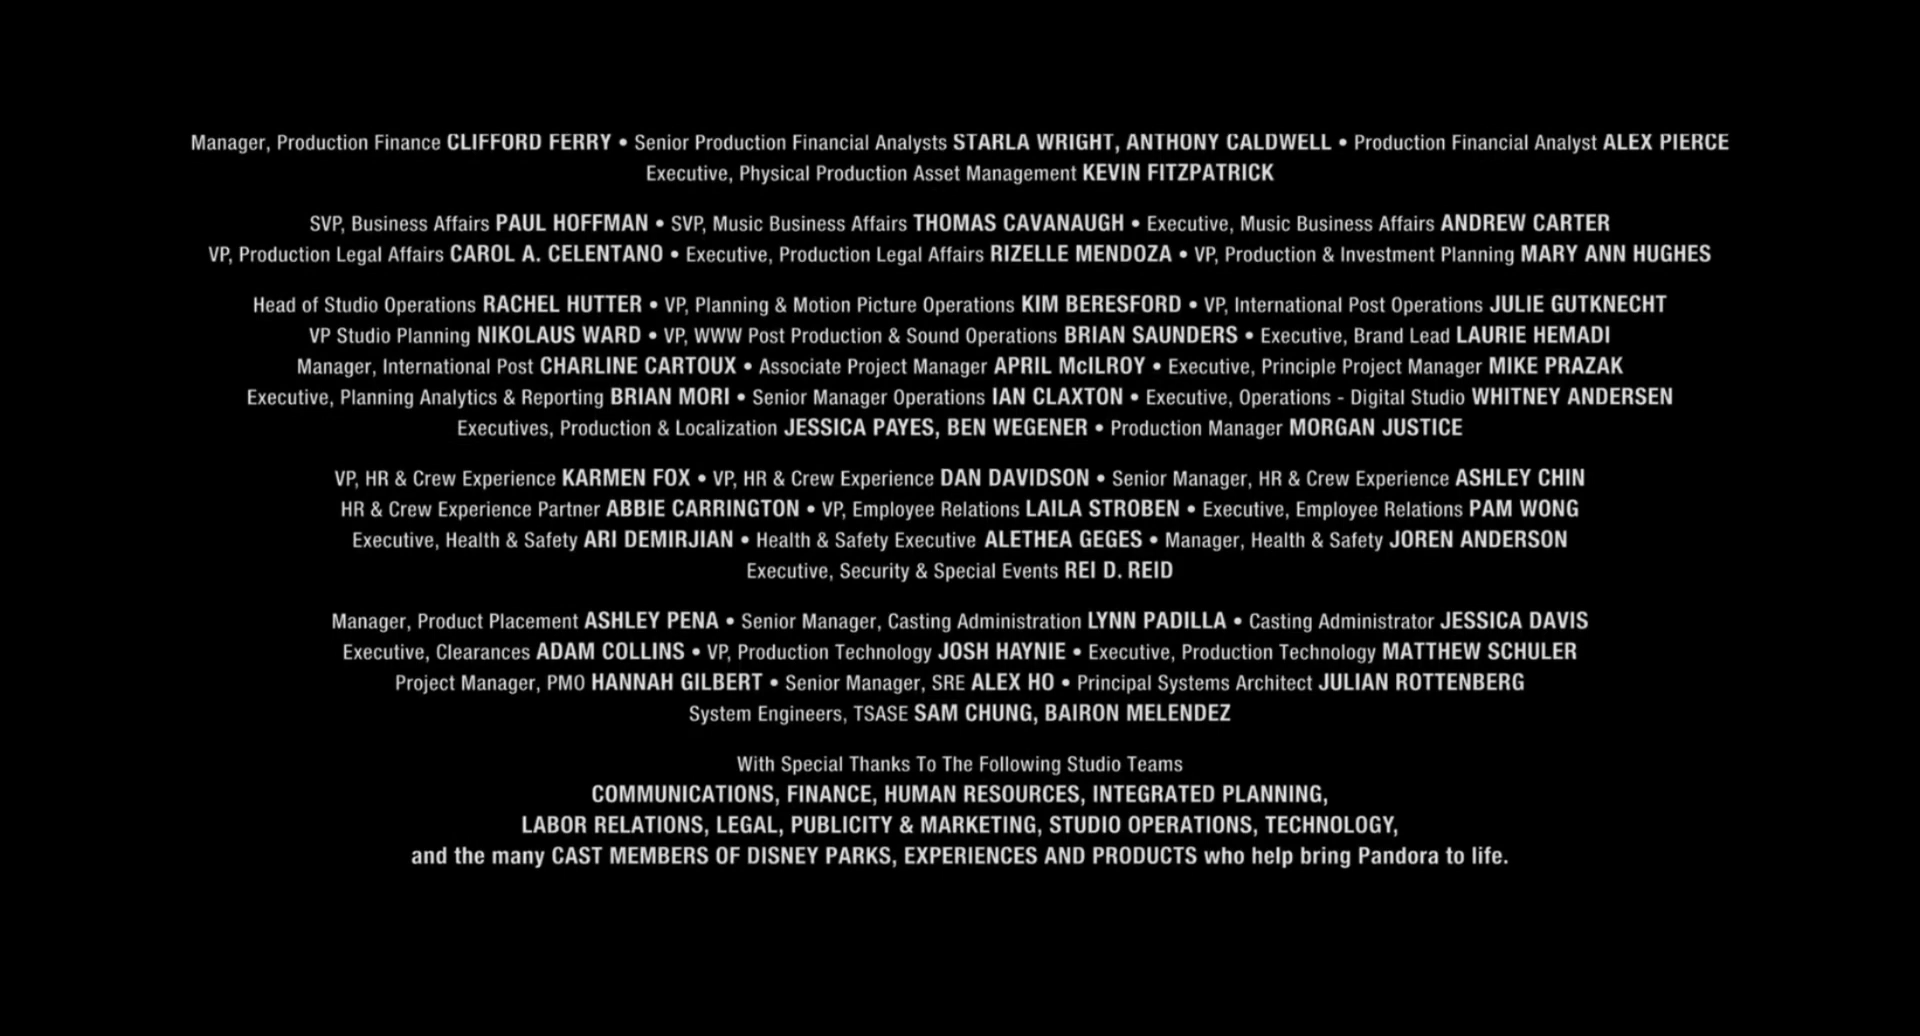 Manager, Production Finance CLIFFORD FERRY • Senior Production Financial Analysts STARLA WRIGHT, ANTHONY CALDWELL • Production Financial Analyst ALEX PIERCE
Executive, Physical Production Asset Management KEVIN FITZPATRICK
SVP, Business Affairs PAUL HOFFMAN • SVP, Music Business Affairs THOMAS CAVANAUGH • Executive, Music Business Affairs ANDREW CARTER
VP, Production Legal Affairs CAROL A. CELENTANO • Executive, Production Legal Affairs RIZELLE MENDOZA • VP, Production & Investment Planning MARY ANN HUGHES
Head of Studio Operations RACHEL HUTTER • VP, Planning & Motion Picture Operations KIM BERESFORD • VP, International Post Operations JULIE GUTKNECHT
VP Studio Planning NIKOLAUS WARD • VP, WWW Post Production & Sound Operations BRIAN SAUNDERS • Executive, Brand Lead LAURIE HEMADI
Manager, International Post CHARLINE CARTOUX • Associate Project Manager APRIL McILROY • Executive, Principle Project Manager MIKE PRAZAK
Executive, Planning Analytics & Reporting BRIAN MORI • Senior Manager Operations IAN CLAXTON • Executive, Operations - Digital Studio WHITNEY ANDERSEN
Executives, Production & Localization JESSICA PAYES, BEN WEGENER • Production Manager MORGAN JUSTICE
VP, HR & Crew Experience KARMEN FOX • VP, HR & Crew Experience DAN DAVIDSON • Senior Manager, HR & Crew Experience ASHLEY CHIN
HR & Crew Experience Partner ABBIE CARRINGTON • VP, Employee Relations LAILA STROBEN • Executive, Employee Relations PAM WONG
Executive, Health & Safety ARI DEMIRJIAN • Health & Safety Executive ALETHEA GEGES • Manager, Health & Safety JOREN ANDERSON
Executive, Security & Special Events REI D. REID
Manager, Product Placement ASHLEY PENA • Senior Manager, Casting Administration LYNN PADILLA • Casting Administrator JESSICA DAVIS
Executive, Clearances ADAM COLLINS • VP, Production Technology JOSH HAYNIE • Executive, Production Technology MATTHEW SCHULER
Project Manager, PMO HANNAH GILBERT • Senior Manager, SRE ALEX HO • Principal Systems Architect JULIAN ROTTENBERG
System Engineers, TSASE SAM CHUNG, BAIRON MELENDEZ
With Special Thanks To The Following Studio Teams
COMMUNICATIONS, FINANCE, HUMAN RESOURCES, INTEGRATED PLANNING,
LABOR RELATIONS, LEGAL, PUBLICITY & MARKETING, STUDIO OPERATIONS, TECHNOLOGY,
and the many CAST MEMBERS OF DISNEY PARKS, EXPERIENCES AND PRODUCTS who help bring Pandora to life.